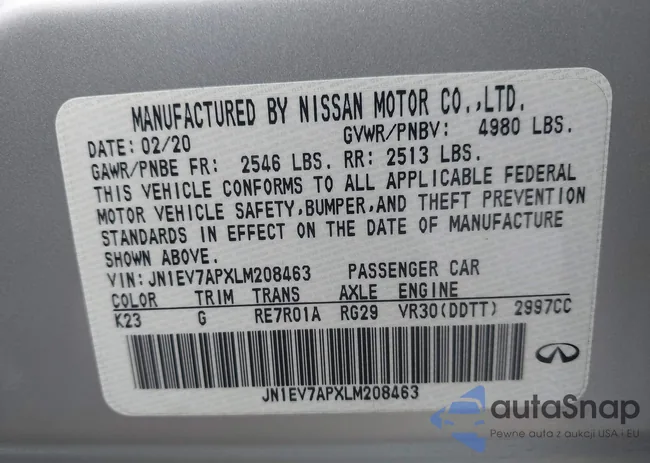 MANUFACTURED BY NISSAN MOTOR CO.,LTD.
DATE: 02/20 GVWR/PNBV: 4980 LBS.
GAWR/PNBE FR: 2546 LBS. RR: 2513 LBS.
THIS VEHICLE CONFORMS TO ALL APPLICABLE FEDERAL
MOTOR VEHICLE SAFETY,BUMPER,AND THEFT PREVENTION
STANDARDS IN EFFECT ON THE DATE OF MANUFACTURE
SHOWN ABOVE.
VIN: JN1EV7APXLM208463 PASSENGER CAR
COLOR TRIM TRANS AXLE ENGINE
K23 G RE7R01A RG29 VR30(DDTT) 2997CC
JN1EV7APXLM208463
autaSnap
Pewne auta z aukcji USA i EU